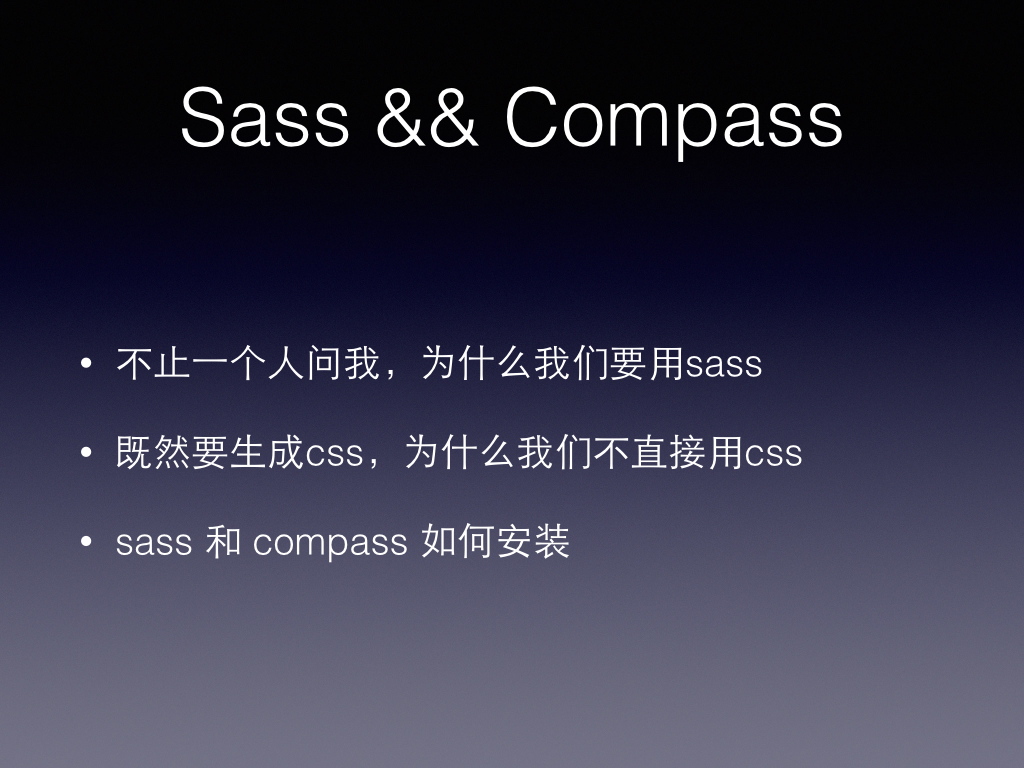 Sass && Compass
• 不止一个人问我，为什么我们要用sass
• 既然要生成css，为什么我们不直接用css
• sass 和 compass 如何安装